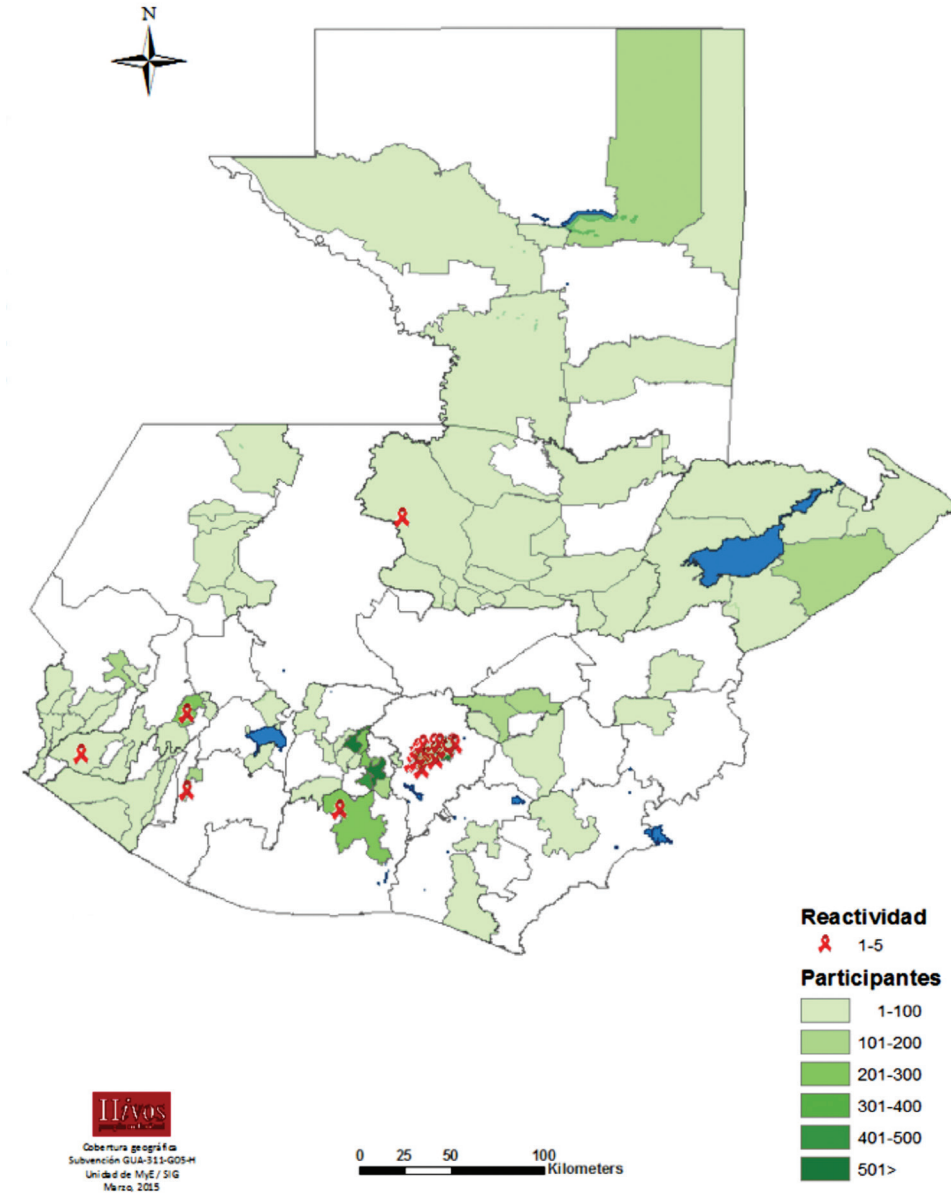 N
Reactividad
1-5
Participantes
1-100
101-200
201-300
301-400
401-500
501>
Hivos
Cobertura geográfica
Subvención GUA-311-G05-H
Unidad de MyE / SIG
Marzo, 2015
0 25 50 100
Kilometers